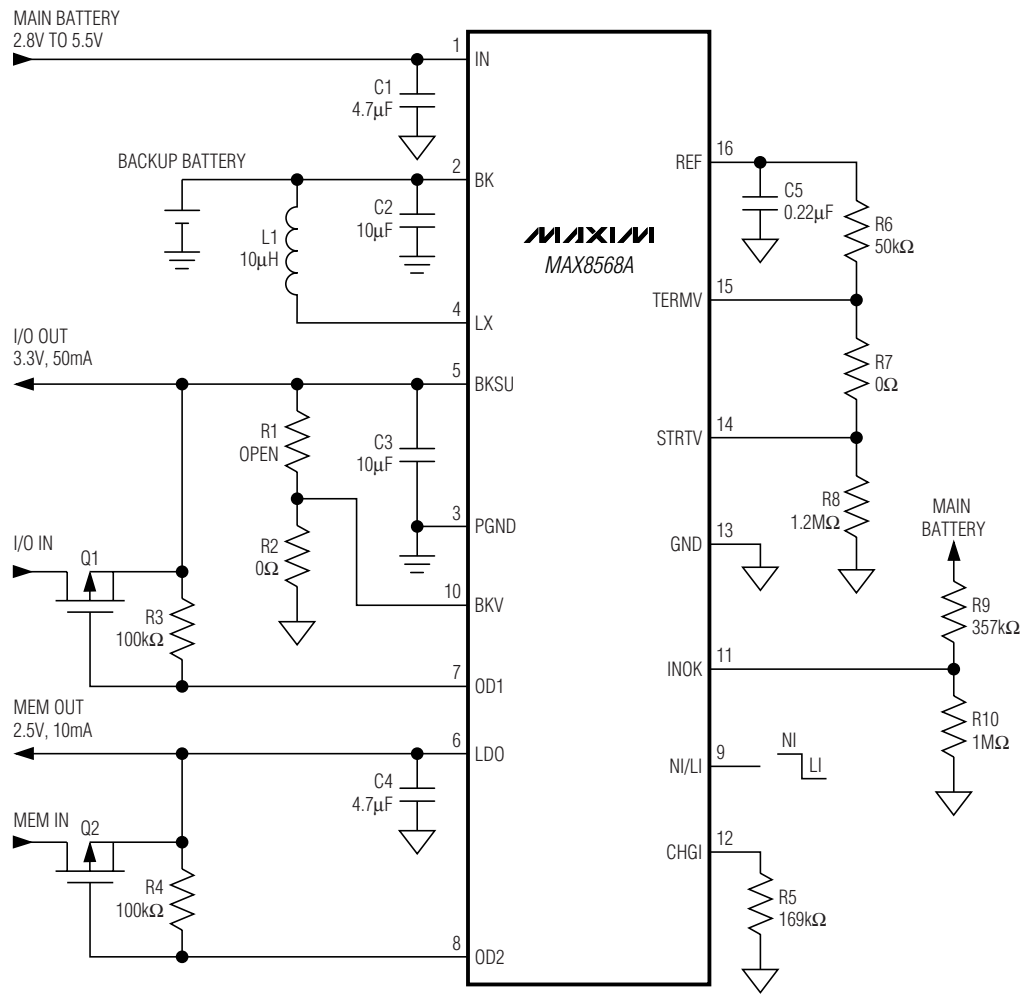 MAIN BATTERY
2.8V TO 5.5V
1
IN
C1
4.7µF
BACKUP BATTERY
2
BK
C2
10µF
L1
10µH
4
LX
I/O OUT
3.3V, 50mA
5
BKSU
R1
OPEN
C3
10µF
3
PGND
I/O IN
Q1
R2
0Ω
10
BKV
R3
100kΩ
7
OD1
MEM OUT
2.5V, 10mA
6
LDO
C4
4.7µF
MEM IN
Q2
R4
100kΩ
8
OD2
MAXIM
MAX8568A
REF
16
C5
0.22µF
R6
50kΩ
TERMV
15
R7
0Ω
STRTV
14
R8
1.2MΩ
GND
13
MAIN
BATTERY
R9
357kΩ
INOK
11
R10
1MΩ
NI/LI
9
NI
LI
CHGI
12
R5
169kΩ